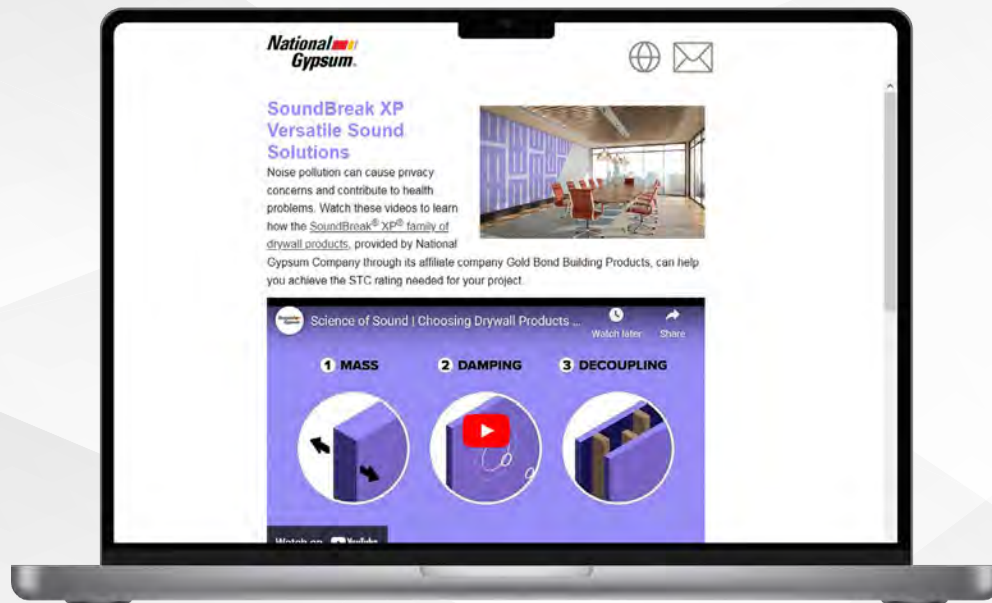 National
Gypsum.
SoundBreak XP
Versatile Sound
Solutions
Noise pollution can cause privacy
concerns and contribute to health
problems. Watch these videos to learn
how the SoundBreak® XP® family of
drywall products, provided by National
Gypsum Company through its affiliate company Gold Bond Building Products, can help
you achieve the STC rating needed for your project.
National Gypsum
Science of Sound | Choosing Drywall Products ...
Watch later
Share
1 MASS
2 DAMPING
3 DECOUPLING
Watch on YouTube